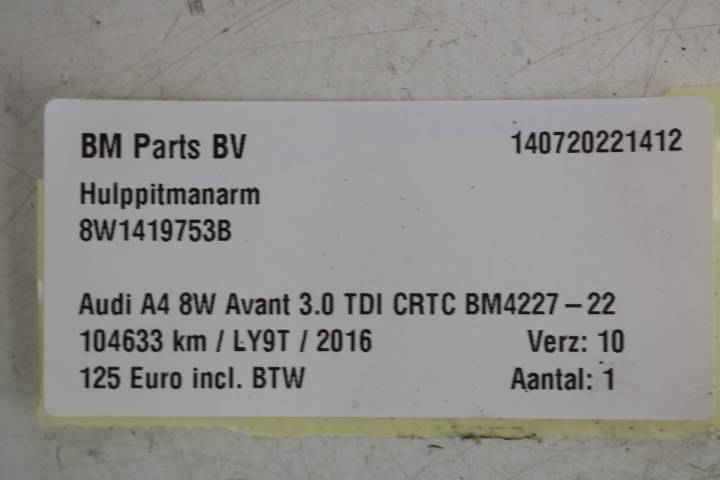 BM Parts BV 140720221412
Hulppitmanarm
8W1419753B
Audi A4 8W Avant 3.0 TDI CRTC BM4227-22
104633 km / LY9T / 2016 Verz: 10
125 Euro incl. BTW Aantal: 1